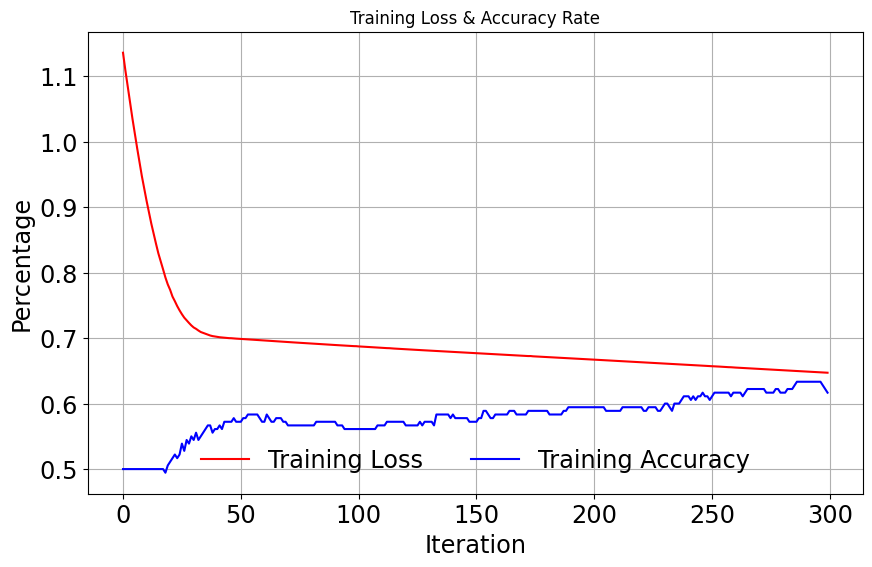 Training Loss & Accuracy Rate
Percentage
1.1
1.0
0.9
0.8
0.7
0.6
0.5
Training Loss Training Accuracy
0 50 100 150 200 250 300
Iteration